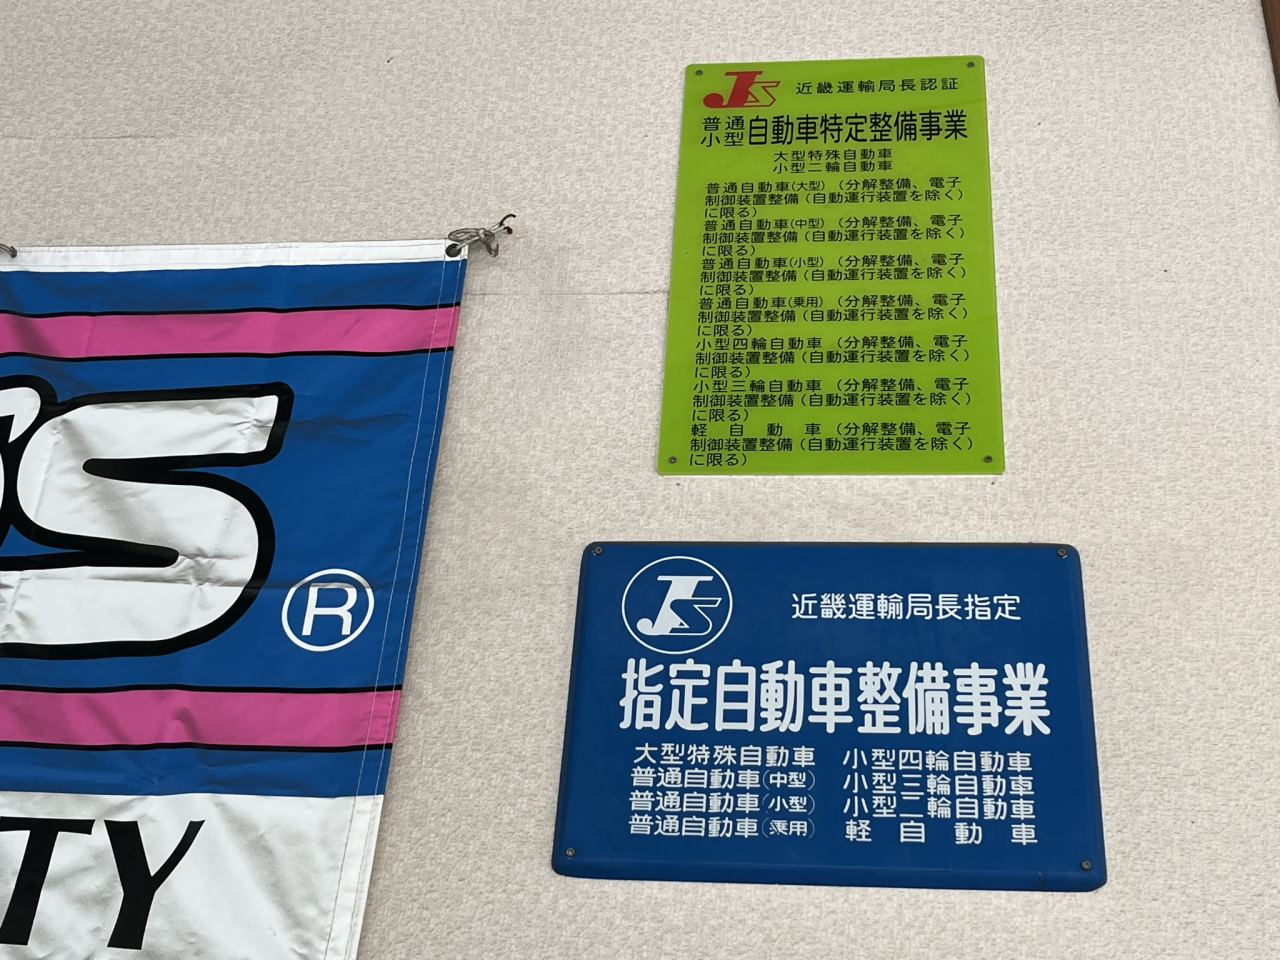 近畿運輸局長認証
普通 小型 自動車特定整備事業
大型特殊自動車
小型二輪自動車
普通自動車(大型)（分解整備、電子
制御装置整備（自動運行装置を除く）
に限る）
普通自動車(中型)（分解整備、電子
制御装置整備（自動運行装置を除く）
に限る）
普通自動車(小型)（分解整備、電子
制御装置整備（自動運行装置を除く）
に限る）
普通自動車(乗用)（分解整備、電子
制御装置整備（自動運行装置を除く）
に限る）
小型四輪自動車（分解整備、電子
制御装置整備（自動運行装置を除く）
に限る）
小型三輪自動車（分解整備、電子
制御装置整備（自動運行装置を除く）
に限る）
軽自動車（分解整備、電子
制御装置整備（自動運行装置を除く）
に限る）
JS
近畿運輸局長指定
指定自動車整備事業
大型特殊自動車 小型四輪自動車
普通自動車(中型) 小型三輪自動車
普通自動車(小型) 小型二輪自動車
普通自動車(乗用) 軽自動車
JS
S
R
TY